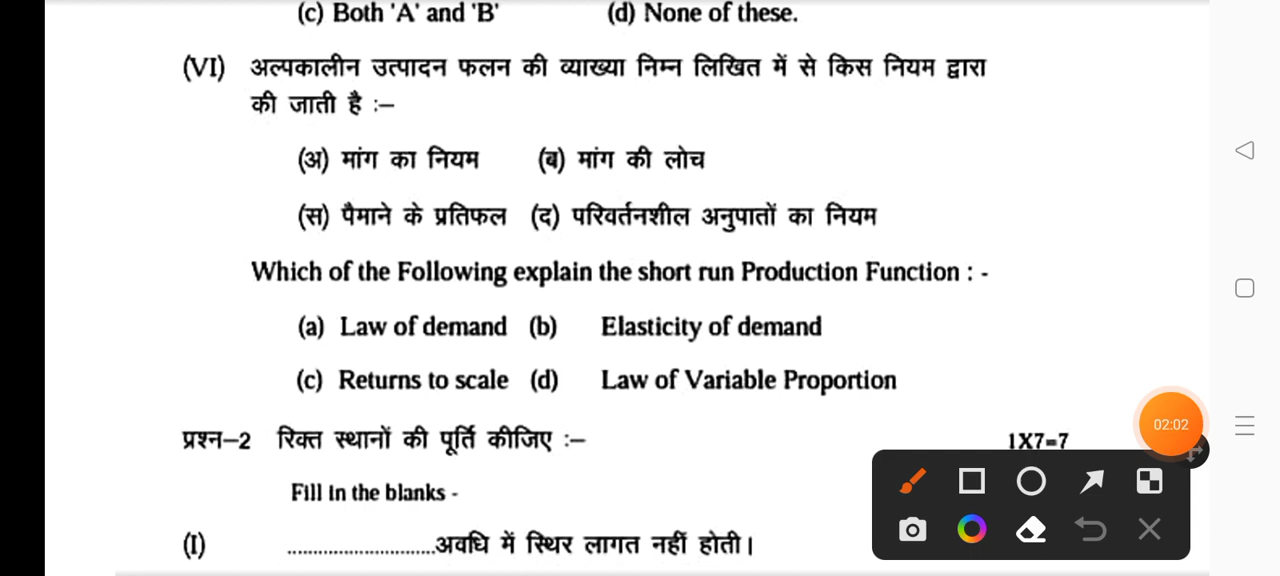 (c) Both 'A' and 'B' (d) None of these.
(VI) अल्पकालीन उत्पादन फलन की व्याख्या निम्न लिखित में से किस नियम द्वारा
की जाती है :–
(अ) मांग का नियम (ब) मांग की लोच
(स) पैमाने के प्रतिफल (द) परिवर्तनशील अनुपातों का नियम
Which of the Following explain the short run Production Function : -
(a) Law of demand (b) Elasticity of demand
(c) Returns to scale (d) Law of Variable Proportion
प्रश्न–2 रिक्त स्थानों की पूर्ति कीजिए :– 1X7=7
Fill in the blanks -
(I) ............................अवधि में स्थिर लागत नहीं होती।
02:02